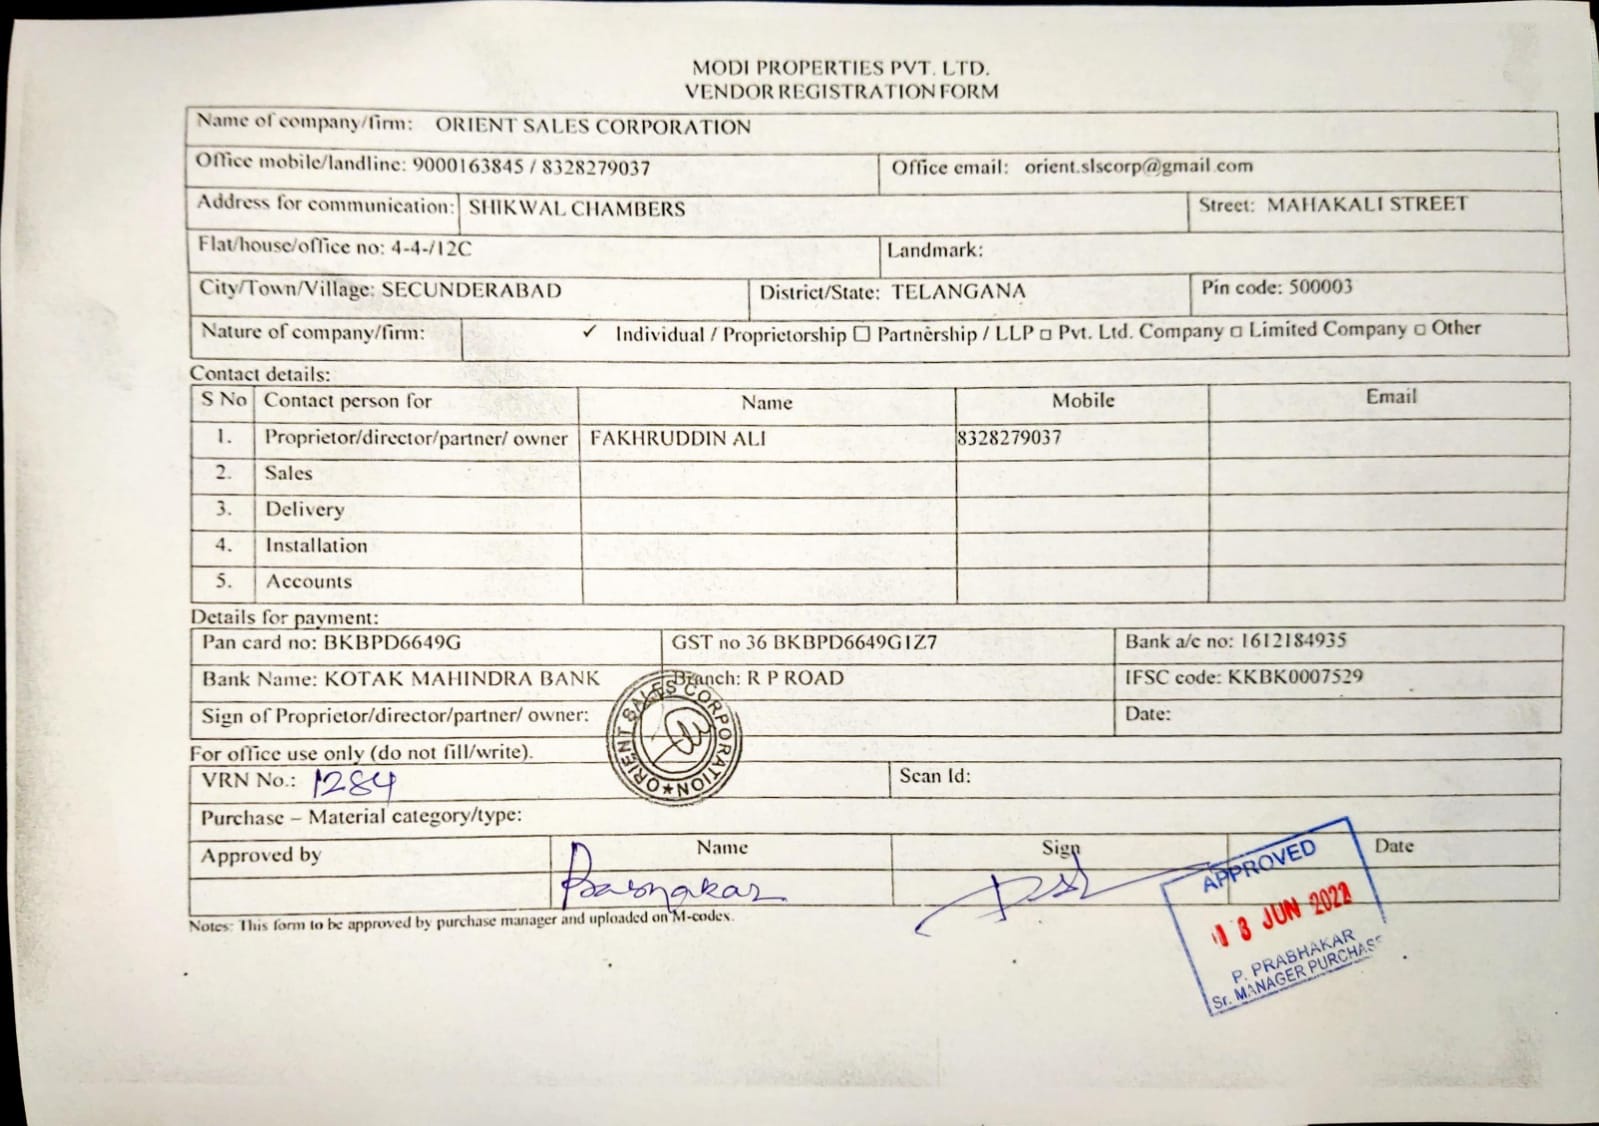 MODI PROPERTIES PVT. LTD.
VENDOR REGISTRATION FORM
Name of company/firm: ORIENT SALES CORPORATION
Office mobile/landline: 9000163845 / 8328279037 Office email: orient.slscorp@gmail.com
Address for communication: SHIKWAL CHAMBERS Street: MAHAKALI STREET
Flat/house/office no: 4-4-/12C Landmark:
City/Town/Village: SECUNDERABAD District/State: TELANGANA Pin code: 500003
Nature of company/firm: ✓ Individual / Proprietorship □ Partnership / LLP □ Pvt. Ltd. Company □ Limited Company □ Other
Contact details:
S No Contact person for Name Mobile Email
1. Proprietor/director/partner/ owner FAKHRUDDIN ALI 8328279037
2. Sales
3. Delivery
4. Installation
5. Accounts
Details for payment:
Pan card no: BKBPD6649G GST no 36 BKBPD6649G1Z7 Bank a/c no: 1612184935
Bank Name: KOTAK MAHINDRA BANK Branch: R P ROAD IFSC code: KKBK0007529
Sign of Proprietor/director/partner/ owner: Date:
ORIENT SALES CORPORATION ★
For office use only (do not fill/write).
VRN No.: 1284 Scan Id:
Purchase – Material category/type:
Approved by Name Sign Date
Notes: This form to be approved by purchase manager and uploaded on M-codex.
APPROVED
3 JUN 2022
P. PRABHAKAR
Sr. MANAGER PURCHASE